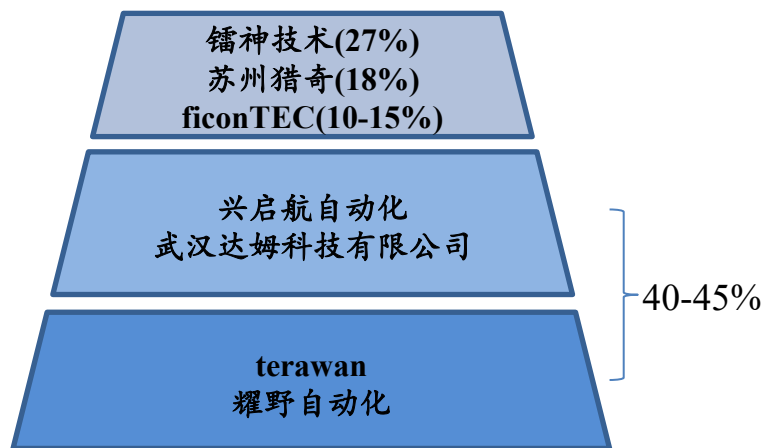 镭神技术(27%)
苏州猎奇(18%)
ficonTEC(10-15%)
兴启航自动化
武汉达姆科技有限公司
40-45%
terawan
耀野自动化